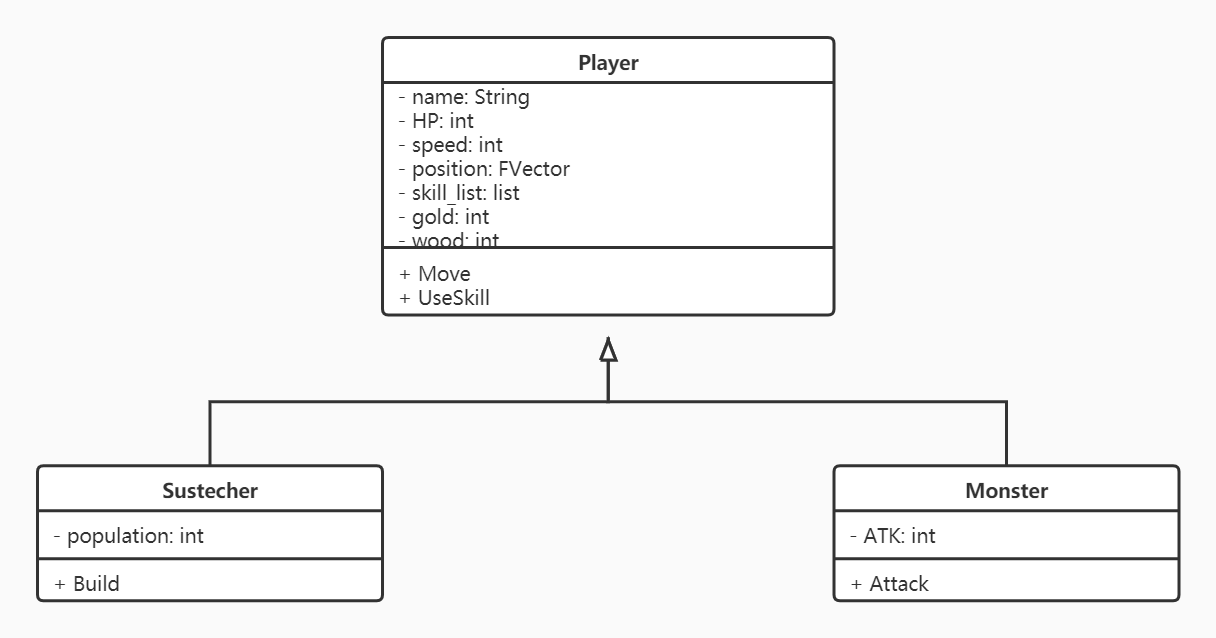 Player
- name: String
- HP: int
- speed: int
- position: FVector
- skill_list: list
- gold: int
- wood: int
+ Move
+ UseSkill
Sustecher
- population: int
+ Build
Monster
- ATK: int
+ Attack